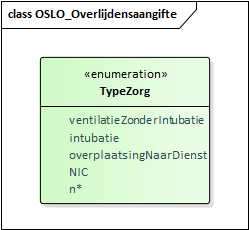 class OSLO_Overlijdensaangifte
«enumeration»
TypeZorg
ventilatieZonderIntubatie
intubatie
overplaatsingNaarDienst
NIC
n*